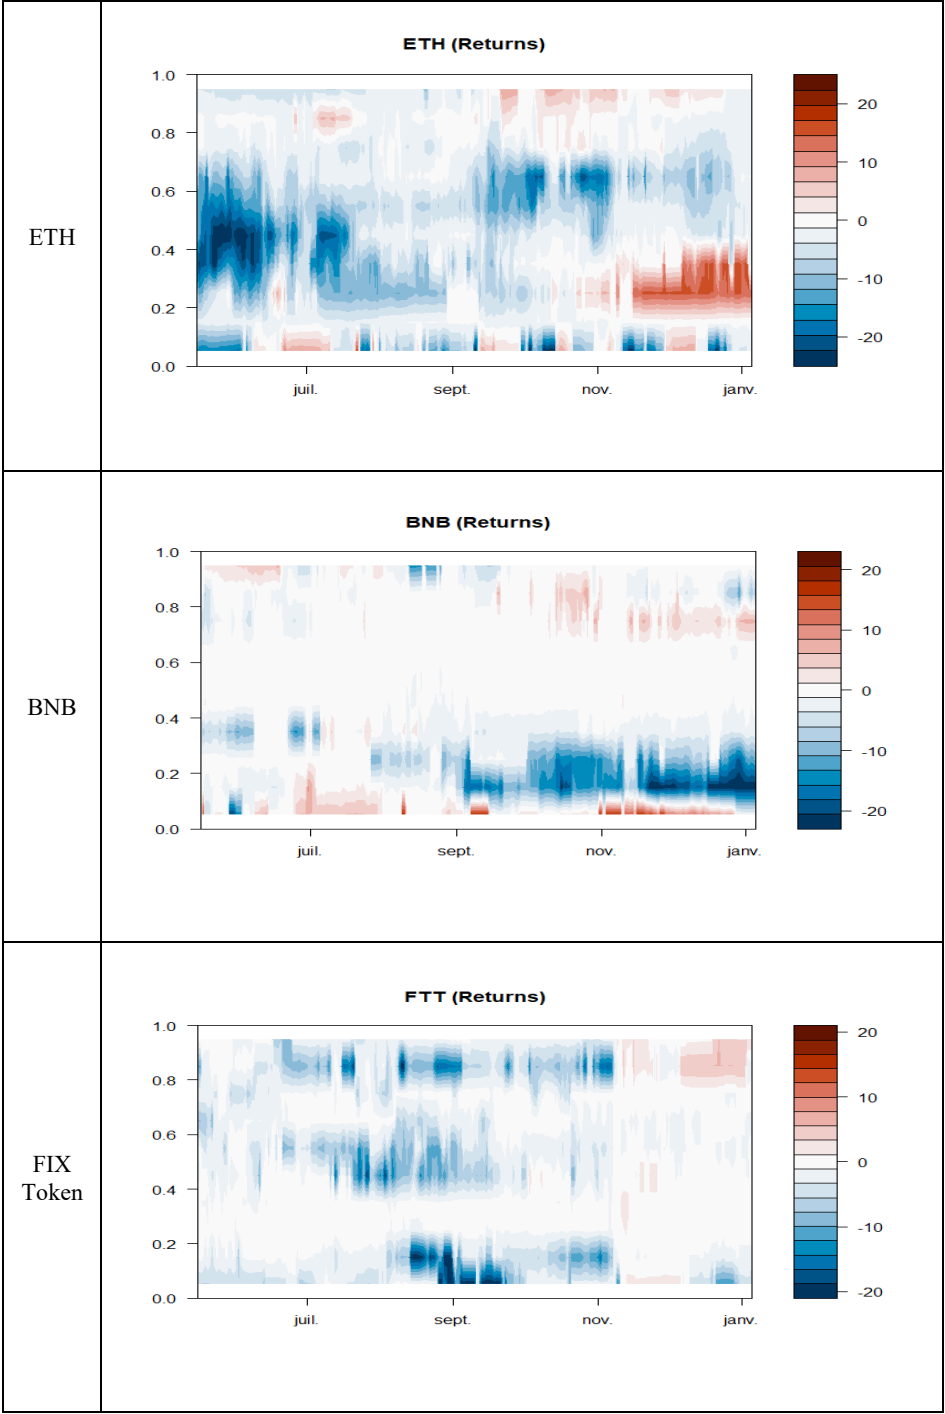 ETH
ETH (Returns)
1.0
0.8
0.6
0.4
0.2
0.0
juil.
sept.
nov.
janv.
20
10
0
-10
-20
BNB
BNB (Returns)
1.0
0.8
0.6
0.4
0.2
0.0
juil.
sept.
nov.
janv.
20
10
0
-10
-20
FIX
Token
FTT (Returns)
1.0
0.8
0.6
0.4
0.2
0.0
juil.
sept.
nov.
janv.
20
10
0
-10
-20